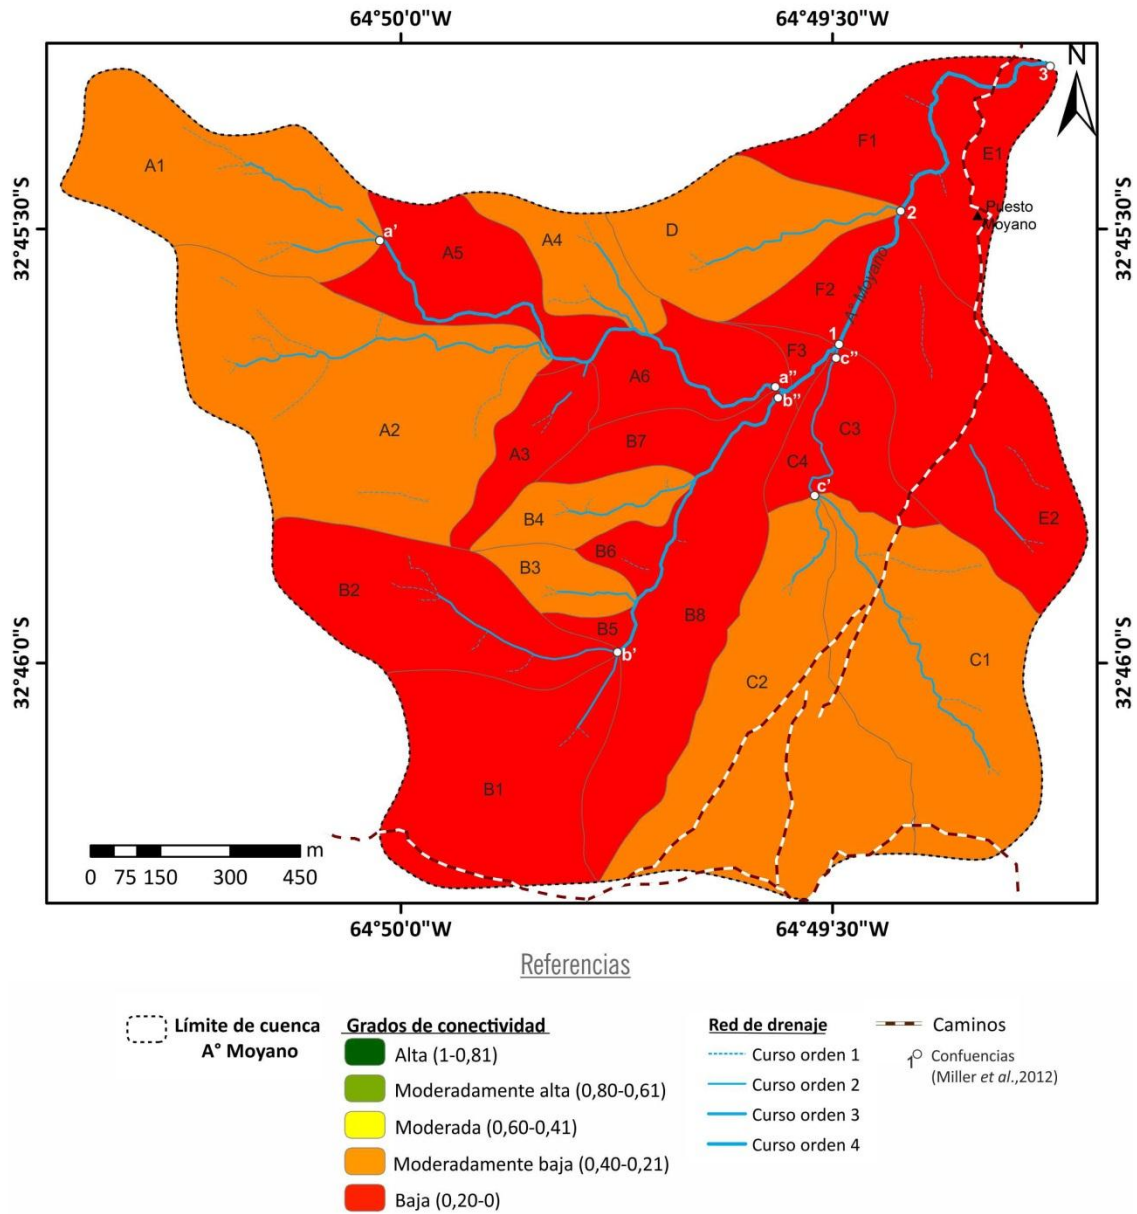 64°50'0"W
64°49'30"W
N
3
F1
E1
A1
2
Puesto
Moyano
32°45'30"S
32°45'30"S
a'
A4
D
A5
A° Moyano
F2
1
F3
c"
A6
a"
b"
A2
B7
C3
A3
C4
c'
B4
E2
B6
B3
B2
B8
B5
b'
32°46'0"S
32°46'0"S
C1
C2
B1
m
0 75 150 300 450
64°50'0"W
64°49'30"W
Referencias
Límite de cuenca
A° Moyano
Grados de conectividad
Alta (1-0,81)
Moderadamente alta (0,80-0,61)
Moderada (0,60-0,41)
Moderadamente baja (0,40-0,21)
Baja (0,20-0)
Red de drenaje
Curso orden 1
Curso orden 2
Curso orden 3
Curso orden 4
Caminos
1 Confuencias
(Miller et al.,2012)